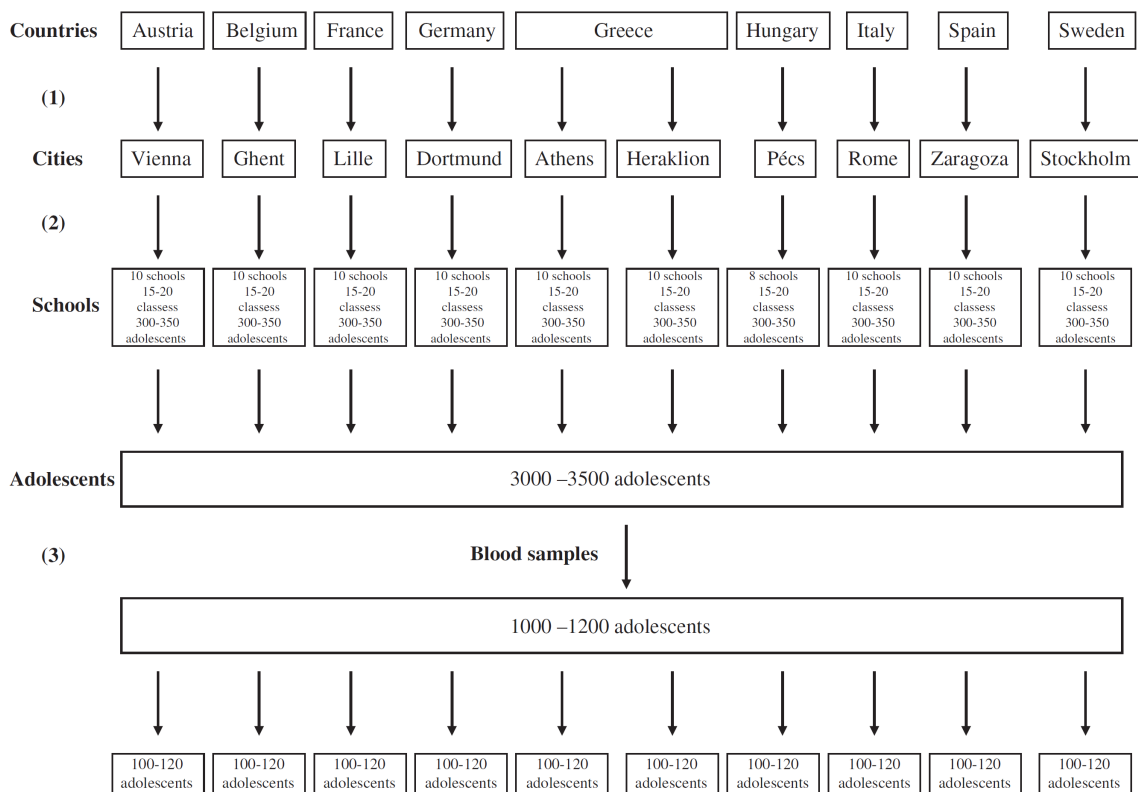 Countries Austria Belgium France Germany Greece Hungary Italy Spain Sweden
(1)
Cities Vienna Ghent Lille Dortmund Athens Heraklion Pécs Rome Zaragoza Stockholm
(2)
Schools
10 schools
15-20
classess
300-350
adolescents
10 schools
15-20
classess
300-350
adolescents
10 schools
15-20
classess
300-350
adolescents
10 schools
15-20
classess
300-350
adolescents
10 schools
15-20
classess
300-350
adolescents
10 schools
15-20
classess
300-350
adolescents
8 schools
15-20
classess
300-350
adolescents
10 schools
15-20
classess
300-350
adolescents
10 schools
15-20
classess
300-350
adolescents
10 schools
15-20
classess
300-350
adolescents
Adolescents 3000 –3500 adolescents
(3) Blood samples
1000 –1200 adolescents
100-120
adolescents
100-120
adolescents
100-120
adolescents
100-120
adolescents
100-120
adolescents
100-120
adolescents
100-120
adolescents
100-120
adolescents
100-120
adolescents
100-120
adolescents